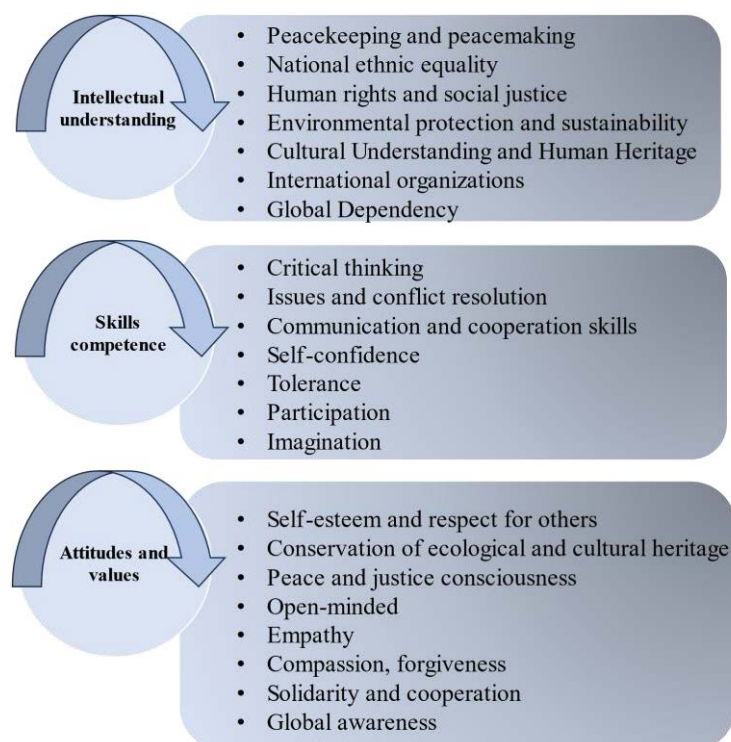 Intellectual
understanding
• Peacekeeping and peacemaking
• National ethnic equality
• Human rights and social justice
• Environmental protection and sustainability
• Cultural Understanding and Human Heritage
• International organizations
• Global Dependency
Skills
competence
• Critical thinking
• Issues and conflict resolution
• Communication and cooperation skills
• Self-confidence
• Tolerance
• Participation
• Imagination
Attitudes and
values
• Self-esteem and respect for others
• Conservation of ecological and cultural heritage
• Peace and justice consciousness
• Open-minded
• Empathy
• Compassion, forgiveness
• Solidarity and cooperation
• Global awareness